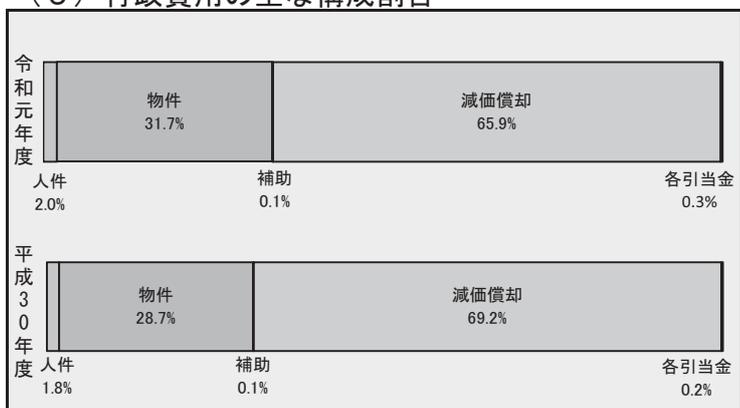 （3）行政費用の主な構成割合
令和元年度
物件
31.7%
減価償却
65.9%
人件
2.0%
補助
0.1%
各引当金
0.3%
平成30年度
物件
28.7%
減価償却
69.2%
人件
1.8%
補助
0.1%
各引当金
0.2%